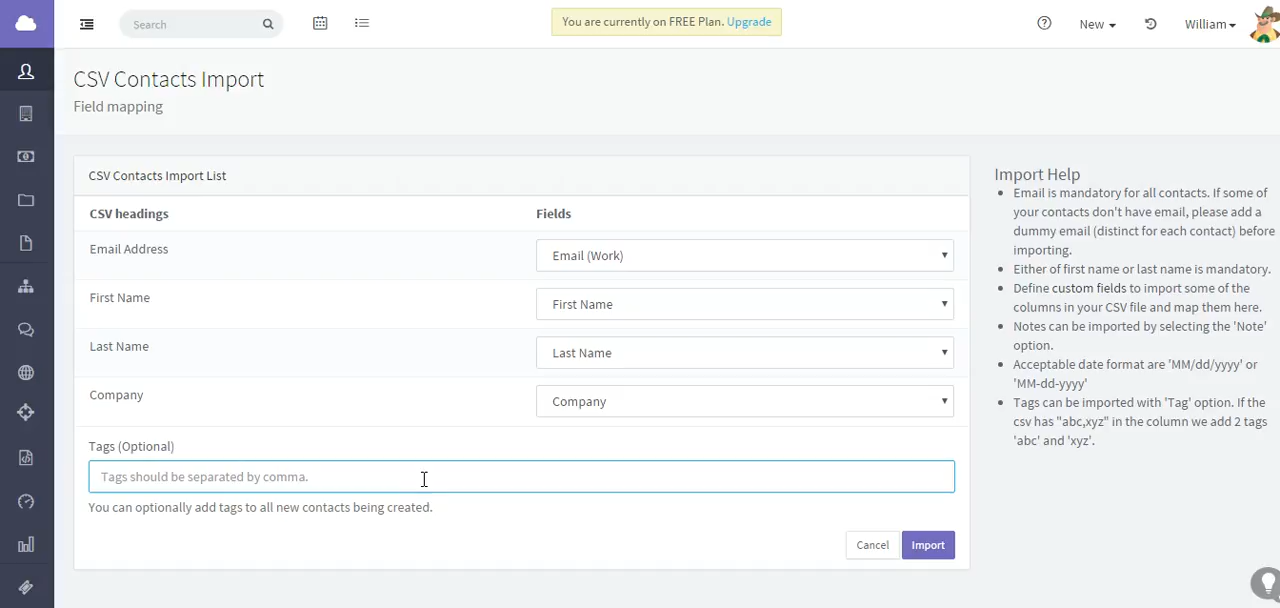 Search
You are currently on FREE Plan. Upgrade
New
William
CSV Contacts Import
Field mapping
CSV Contacts Import List
CSV headings
Fields
Email Address
Email (Work)
First Name
First Name
Last Name
Last Name
Company
Company
Tags (Optional)
Tags should be separated by comma.
You can optionally add tags to all new contacts being created.
Cancel
Import
Import Help
Email is mandatory for all contacts. If some of
your contacts don't have email, please add a
dummy email (distinct for each contact) before
importing.
Either of first name or last name is mandatory.
Define custom fields to import some of the
columns in your CSV file and map them here.
Notes can be imported by selecting the 'Note'
option.
Acceptable date format are 'MM/dd/yyyy' or
'MM-dd-yyyy'
Tags can be imported with 'Tag' option. If the
csv has "abc,xyz" in the column we add 2 tags
'abc' and 'xyz'.